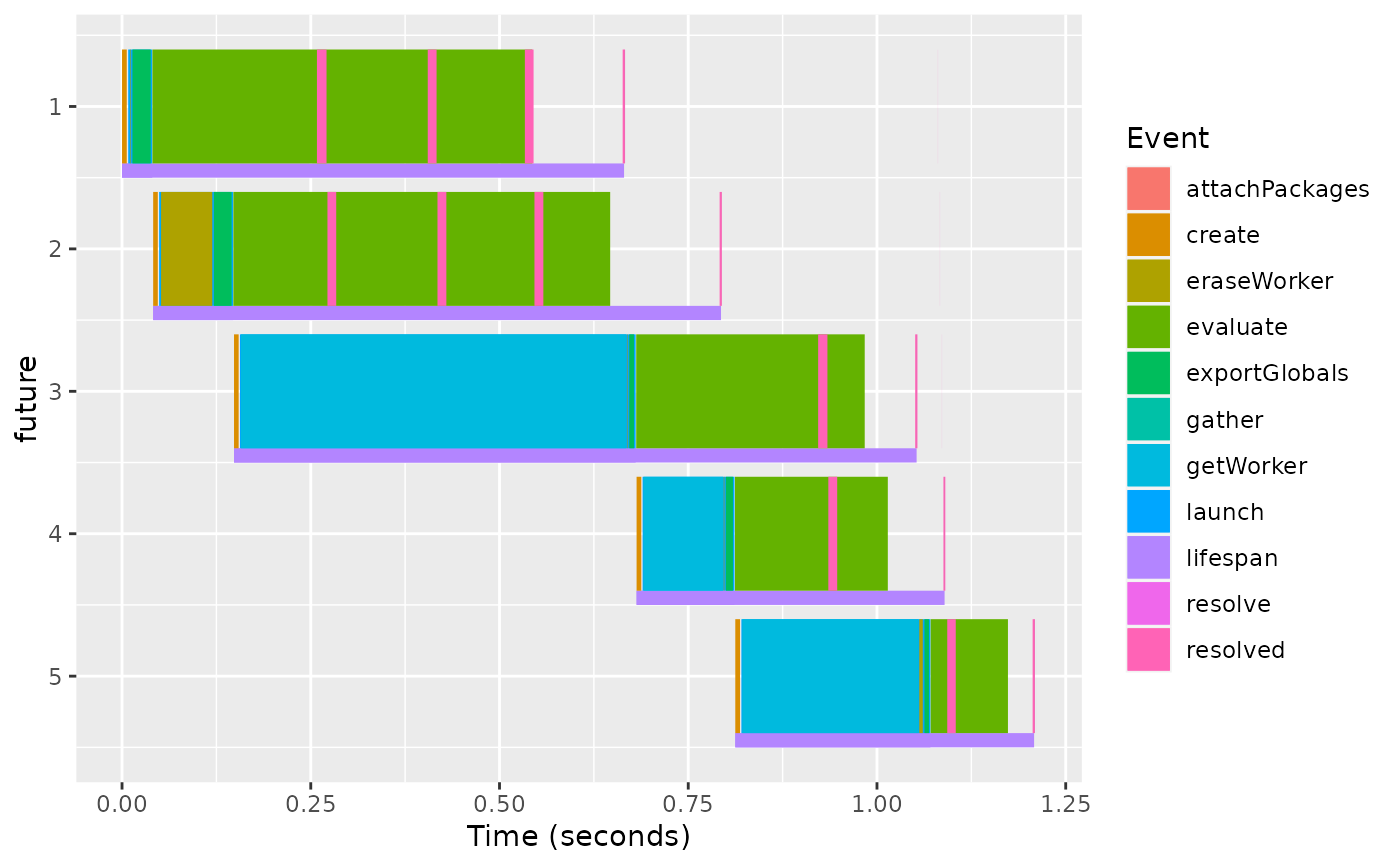 1
2
3
4
5
future
0.00 0.25 0.50 0.75 1.00 1.25
Time (seconds)
Event
attachPackages
create
eraseWorker
evaluate
exportGlobals
gather
getWorker
launch
lifespan
resolve
resolved